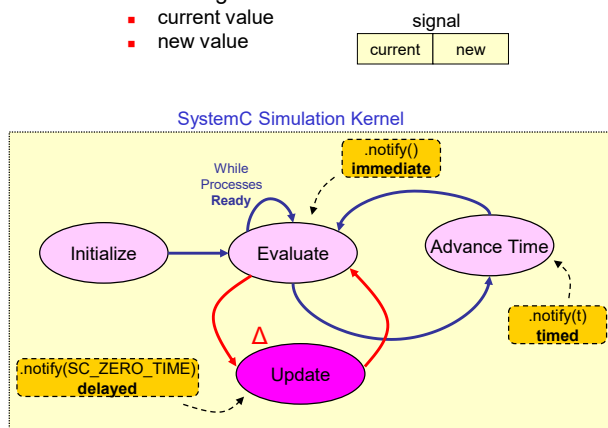 current value
new value
signal
current new
SystemC Simulation Kernel
.notify()
immediate
While
Processes
Ready
Initialize
Evaluate
Advance Time
.notify(t)
timed
Δ
.notify(SC_ZERO_TIME)
delayed
Update